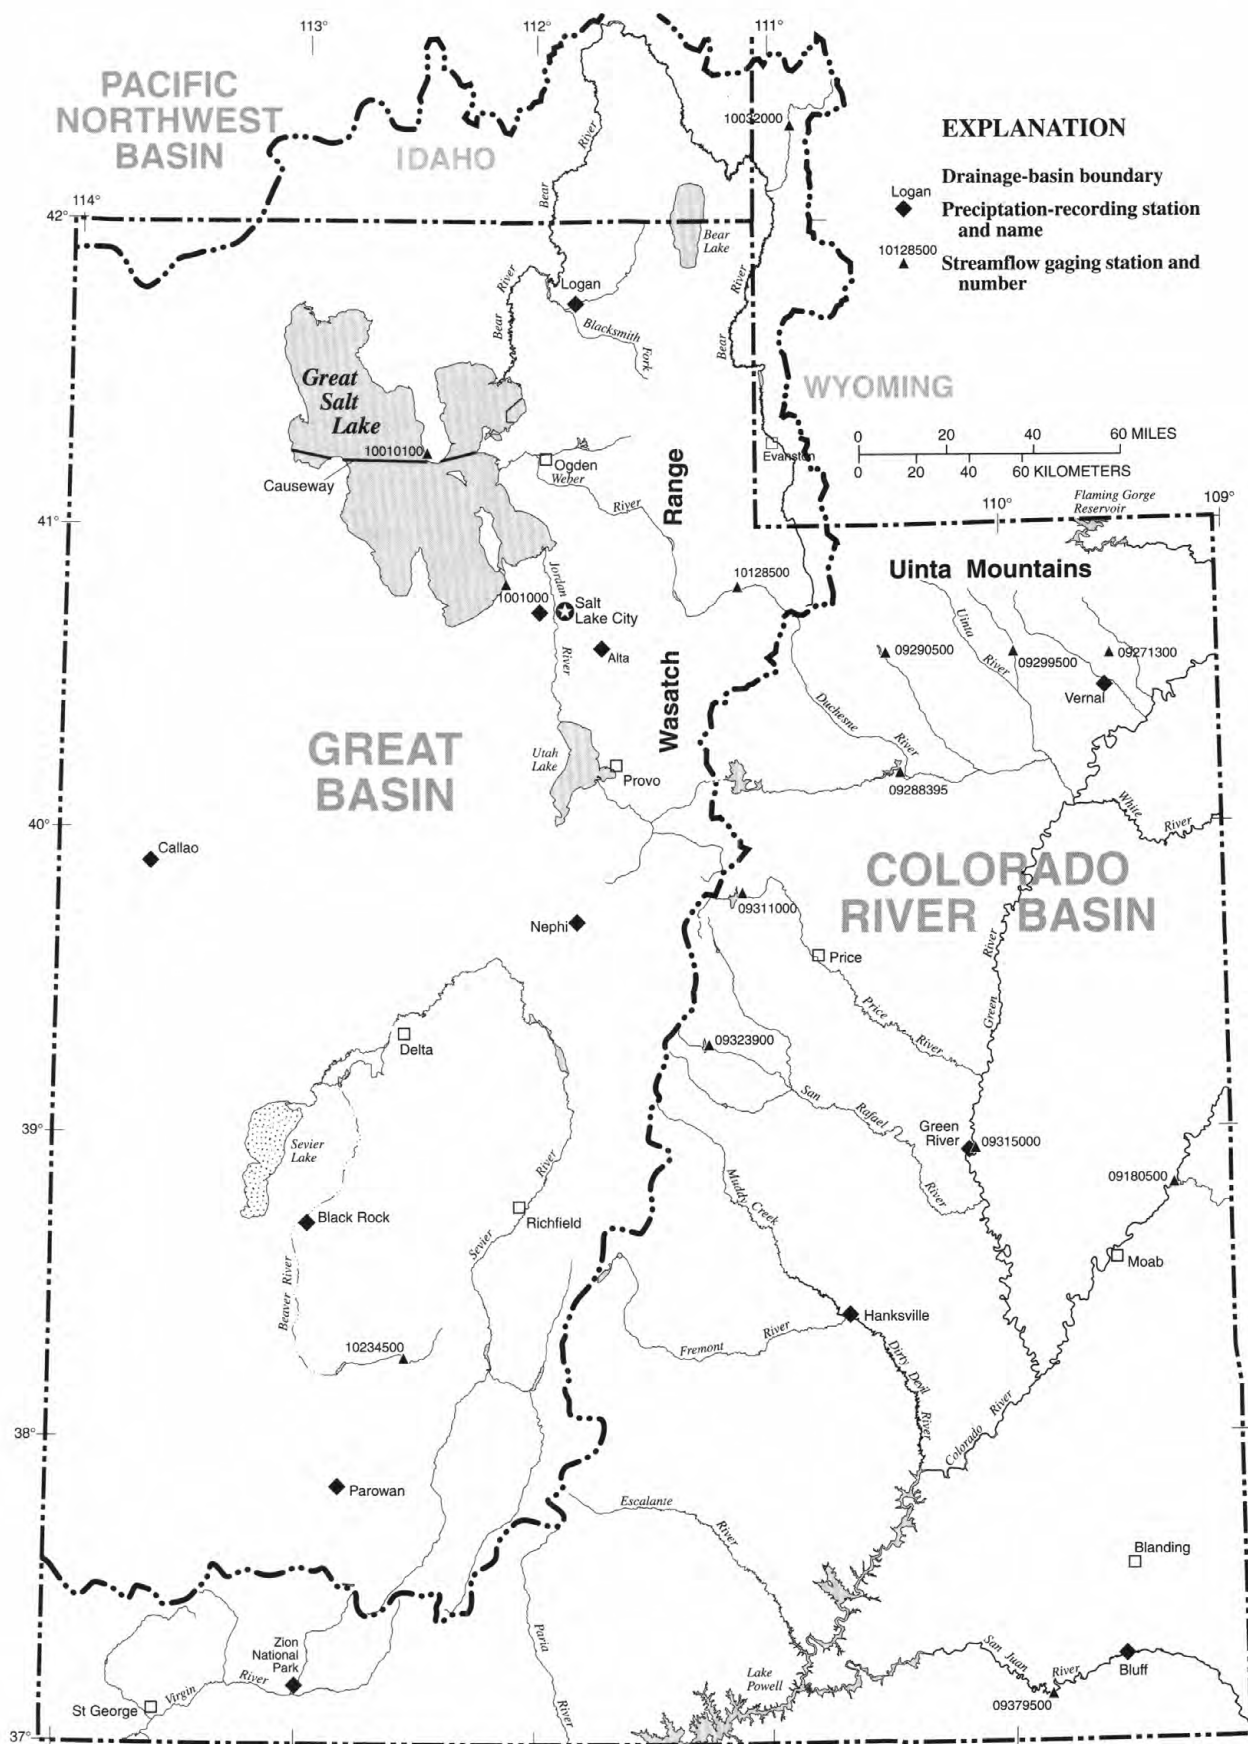 113°
112°
111°
PACIFIC
NORTHWEST
BASIN
IDAHO
10032000
EXPLANATION
Drainage-basin boundary
Logan
Preciptation-recording station
and name
10128500
Streamflow gaging station and
number
42°
114°
River
Bear
Bear
Lake
River
Bear
River
Bear
Logan
Blacksmith
Fork
WYOMING
Great
Salt
Lake
10010100
Causeway
Ogden
Weber
River
Range
Evanston
0 20 40 60 MILES
0 20 40 60 KILOMETERS
110°
Flaming Gorge
Reservoir
109°
41°
Uinta Mountains
10128500
Jordan
1001000
Salt
Lake City
River
Alta
Wasatch
Uinta
River
09290500
09299500
09271300
Vernal
Duchesne
River
GREAT
BASIN
Utah
Lake
Provo
09288395
White
River
40°
Callao
COLORADO
RIVER BASIN
09311000
Nephi
Price
River
Green
Price
River
Delta
09323900
San
Rafael
River
39°
Sevier
Lake
Green
River
09315000
09180500
River
Sevier
Muddy Creek
Black Rock
Richfield
Moab
Beaver River
Hanksville
Fremont
River
10234500
Dirty Devil
River
Colorado
River
38°
Parowan
Escalante
River
Blanding
Zion
National
Park
Paria
River
San Juan
River
Bluff
St George
Virgin
River
Lake
Powell
09379500
37°